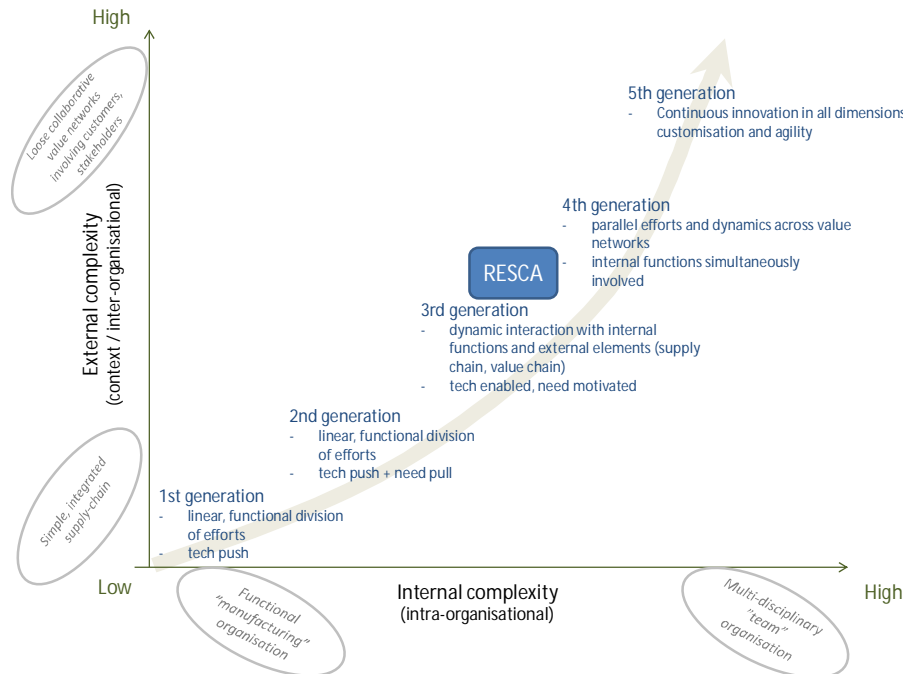 High
Loose collaborative
value networks
involving customers,
stakeholders
External complexity
(context / inter-organisational)
Simple, integrated
supply-chain
5th generation
- Continuous innovation in all dimensions
customisation and agility
4th generation
- parallel efforts and dynamics across value
networks
- internal functions simultaneously
involved
RESCA
3rd generation
- dynamic interaction with internal
functions and external elements (supply
chain, value chain)
- tech enabled, need motivated
2nd generation
- linear, functional division
of efforts
- tech push + need pull
1st generation
- linear, functional division
of efforts
- tech push
Low
Functional
"manufacturing"
organisation
Internal complexity
(intra-organisational)
Multi-disciplinary
"team"
organisation
High